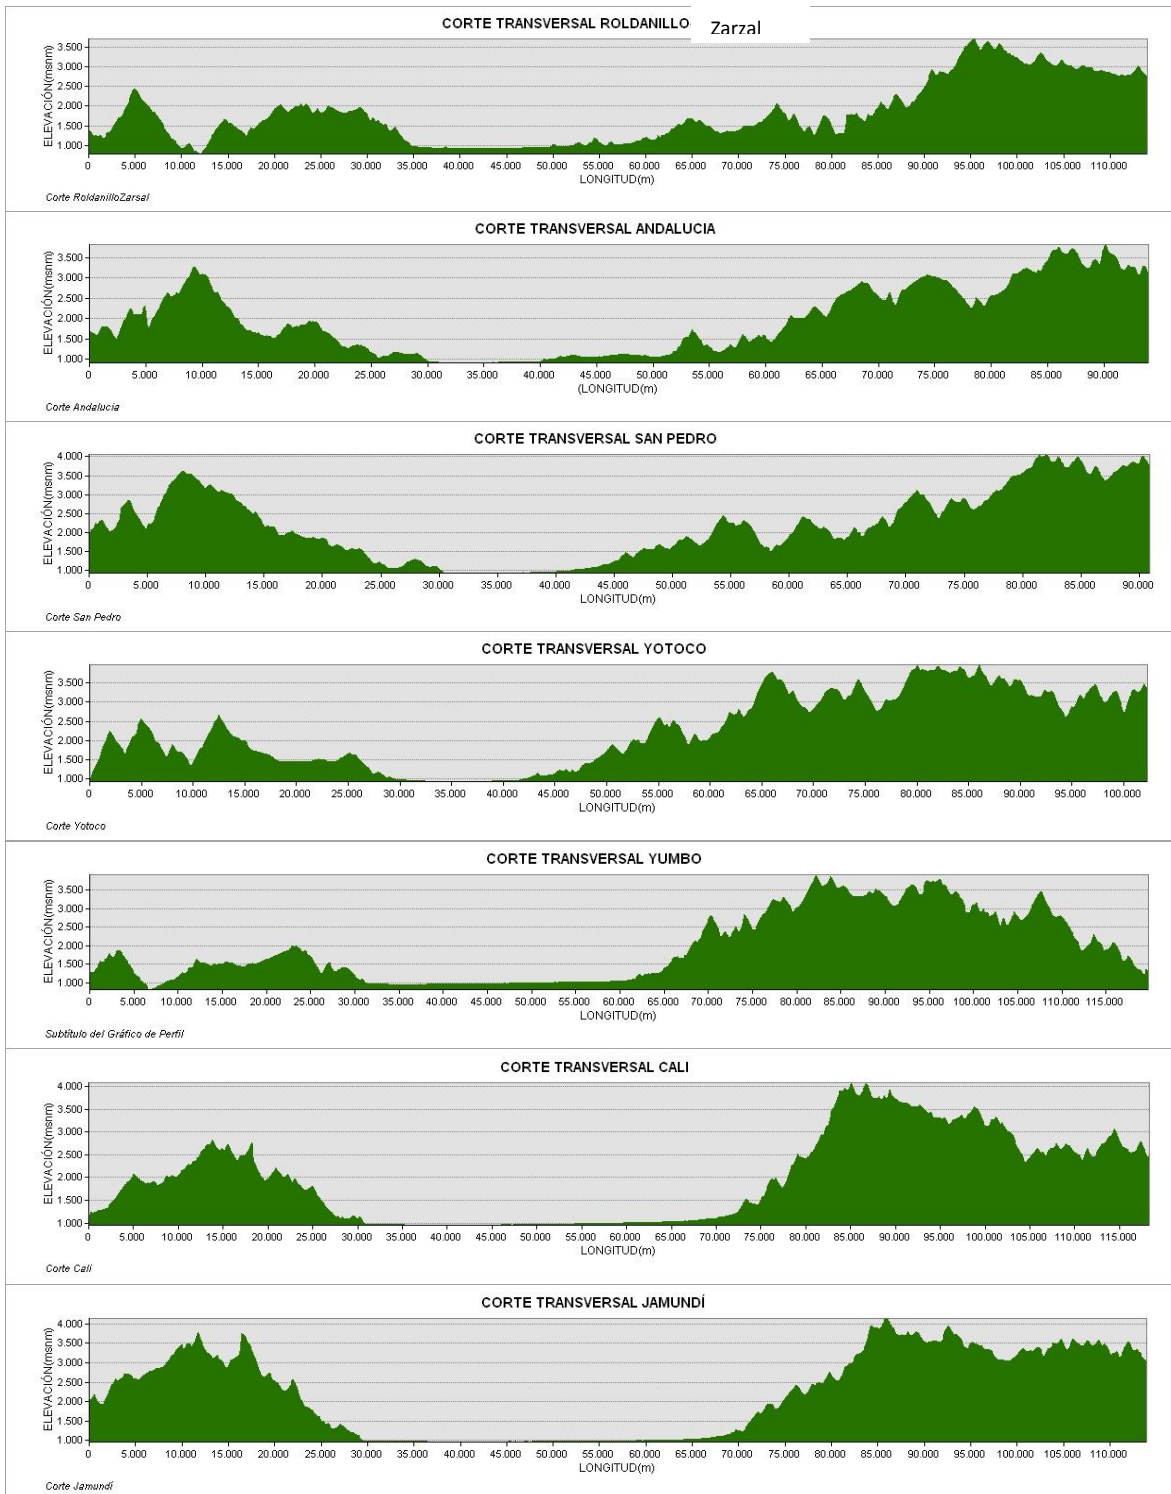 CORTE TRANSVERSAL ROLDANILLO- Zarzal
ELEVACIÓN(msnm)
3.500
3.000
2.500
2.000
1.500
1.000
0 5.000 10.000 15.000 20.000 25.000 30.000 35.000 40.000 45.000 50.000 55.000 60.000 65.000 70.000 75.000 80.000 85.000 90.000 95.000 100.000 105.000 110.000
LONGITUD(m)
Corte RoldanilloZarsal
CORTE TRANSVERSAL ANDALUCIA
ELEVACIÓN(msnm)
3.500
3.000
2.500
2.000
1.500
1.000
0 5.000 10.000 15.000 20.000 25.000 30.000 35.000 40.000 45.000 50.000 55.000 60.000 65.000 70.000 75.000 80.000 85.000 90.000
(LONGITUD(m)
Corte Andalucia
CORTE TRANSVERSAL SAN PEDRO
ELEVACIÓN(msnm)
4.000
3.500
3.000
2.500
2.000
1.500
1.000
0 5.000 10.000 15.000 20.000 25.000 30.000 35.000 40.000 45.000 50.000 55.000 60.000 65.000 70.000 75.000 80.000 85.000 90.000
LONGITUD(m)
Corte San Pedro
CORTE TRANSVERSAL YOTOCO
ELEVACIÓN(msnm)
3.500
3.000
2.500
2.000
1.500
1.000
0 5.000 10.000 15.000 20.000 25.000 30.000 35.000 40.000 45.000 50.000 55.000 60.000 65.000 70.000 75.000 80.000 85.000 90.000 95.000 100.000
LONGITUD(m)
Corte Yotoco
CORTE TRANSVERSAL YUMBO
ELEVACIÓN(msnm)
3.500
3.000
2.500
2.000
1.500
1.000
0 5.000 10.000 15.000 20.000 25.000 30.000 35.000 40.000 45.000 50.000 55.000 60.000 65.000 70.000 75.000 80.000 85.000 90.000 95.000 100.000 105.000 110.000 115.000
LONGITUD(m)
Subtítulo del Gráfico de Perfil
CORTE TRANSVERSAL CALI
ELEVACIÓN(msnm)
4.000
3.500
3.000
2.500
2.000
1.500
1.000
0 5.000 10.000 15.000 20.000 25.000 30.000 35.000 40.000 45.000 50.000 55.000 60.000 65.000 70.000 75.000 80.000 85.000 90.000 95.000 100.000 105.000 110.000 115.000
LONGITUD(m)
Corte Cali
CORTE TRANSVERSAL JAMUNDÍ
ELEVACIÓN(msnm)
4.000
3.500
3.000
2.500
2.000
1.500
1.000
0 5.000 10.000 15.000 20.000 25.000 30.000 35.000 40.000 45.000 50.000 55.000 60.000 65.000 70.000 75.000 80.000 85.000 90.000 95.000 100.000 105.000 110.000
LONGITUD(m)
Corte Jamundí